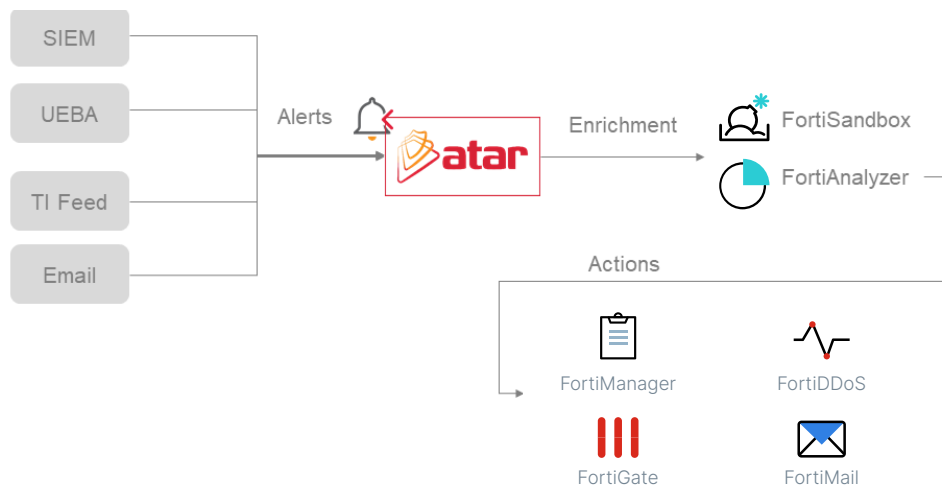 SIEM
UEBA
TI Feed
Email
Alerts
atar
Enrichment
FortiSandbox
FortiAnalyzer
Actions
FortiManager
FortiDDoS
FortiGate
FortiMail